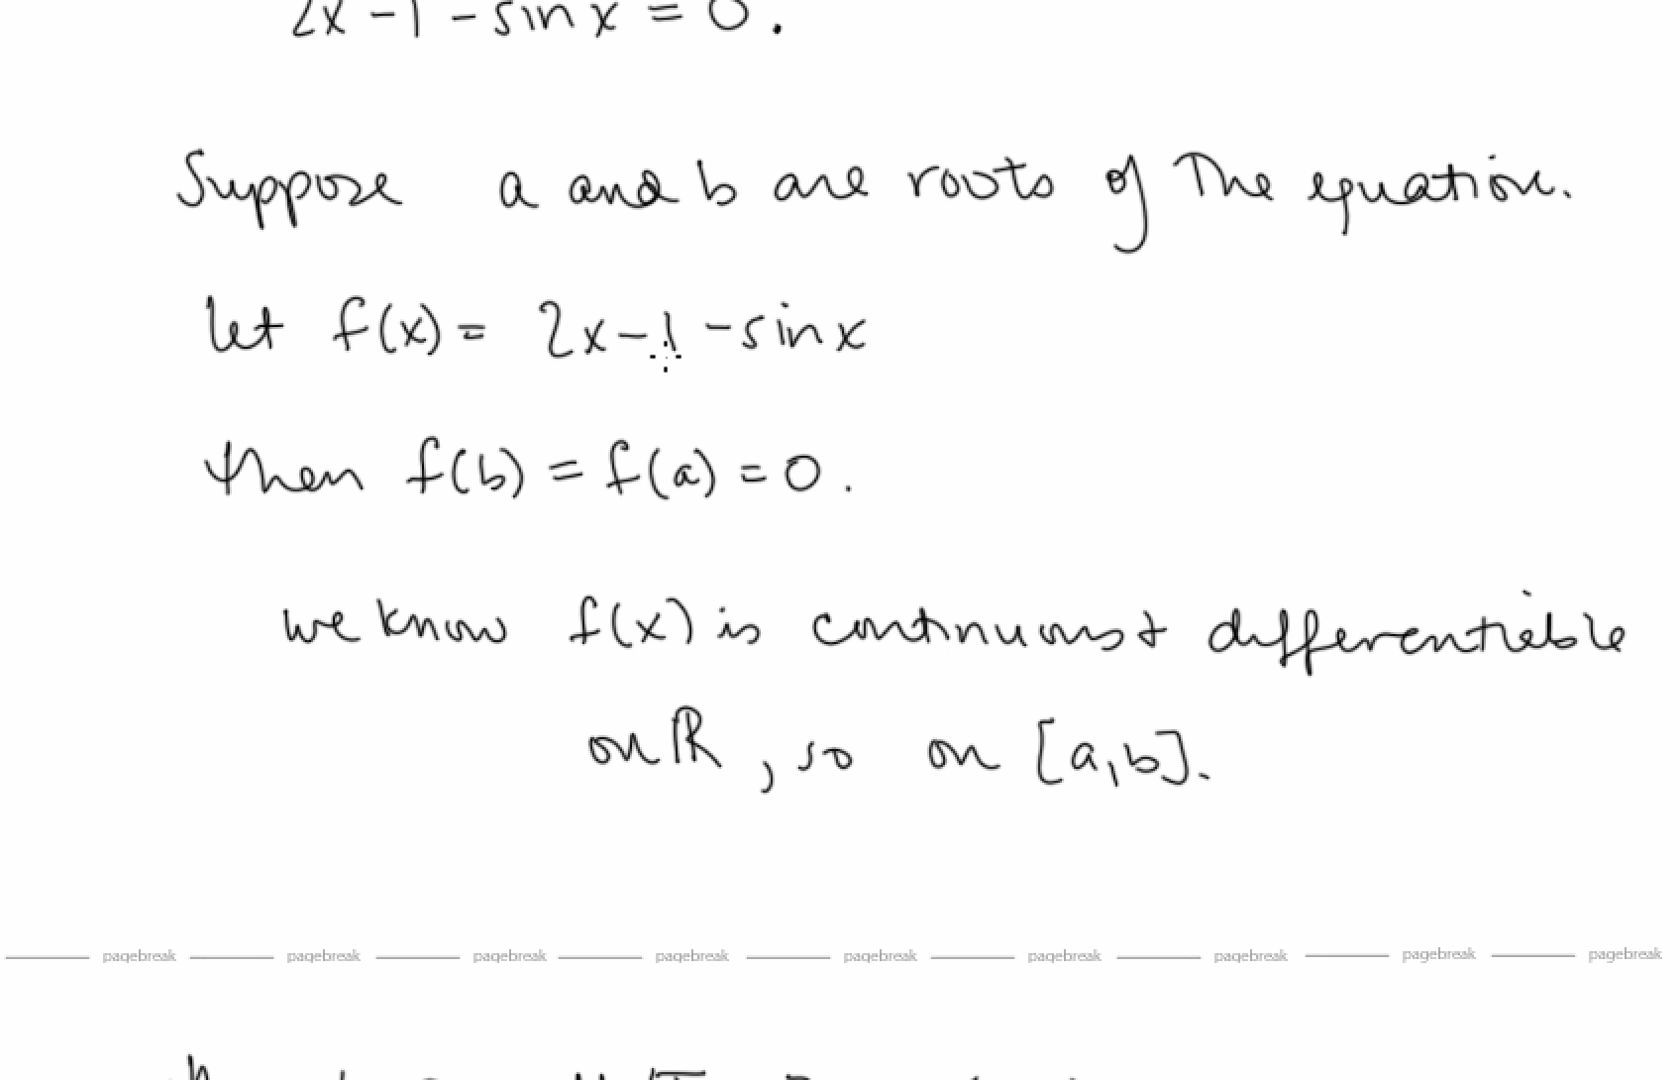 2x - 1 - sin x = 0.
Suppose a and b are roots of the equation.
let f(x) = 2x - 1 - sin x
then f(b) = f(a) = 0.
we know f(x) is continuous & differentiable
on ℝ, so on [a,b].
pagebreak pagebreak pagebreak pagebreak pagebreak pagebreak pagebreak pagebreak pagebreak